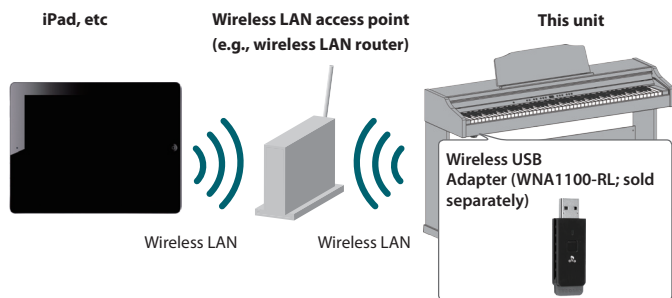 iPad, etc
Wireless LAN access point
(e.g., wireless LAN router)
This unit
Wireless USB
Adapter (WNA1100-RL; sold
separately)
Wireless LAN
Wireless LAN